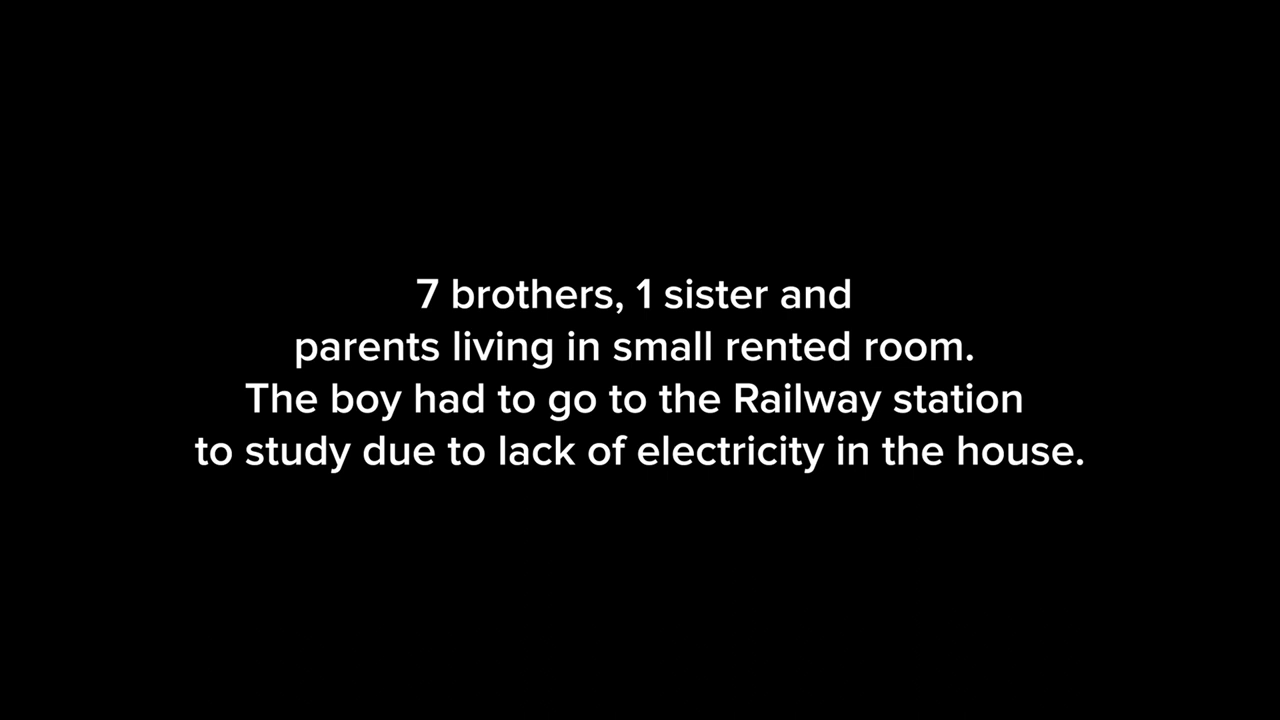 7 brothers, 1 sister and
parents living in small rented room.
The boy had to go to the Railway station
to study due to lack of electricity in the house.